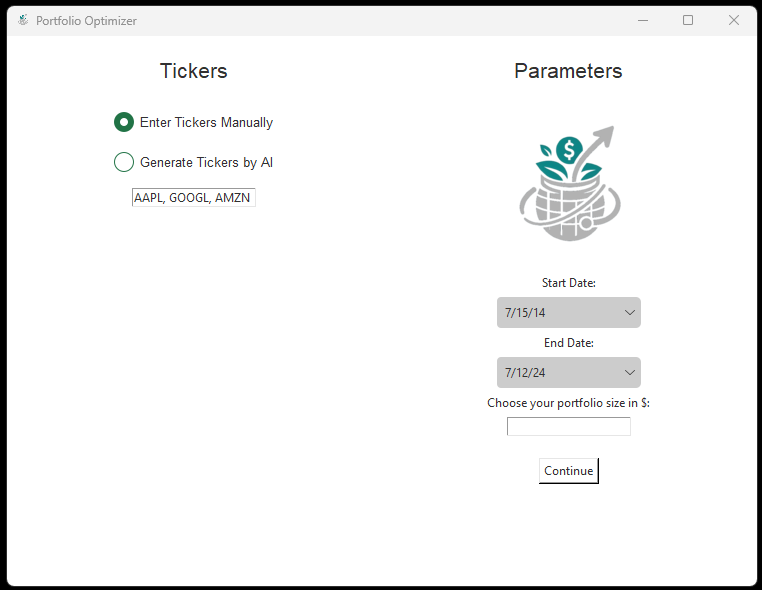 Portfolio Optimizer
Tickers
Enter Tickers Manually
Generate Tickers by AI
AAPL, GOOGL, AMZN
Parameters
$
Start Date:
7/15/14
End Date:
7/12/24
Choose your portfolio size in $:
Continue